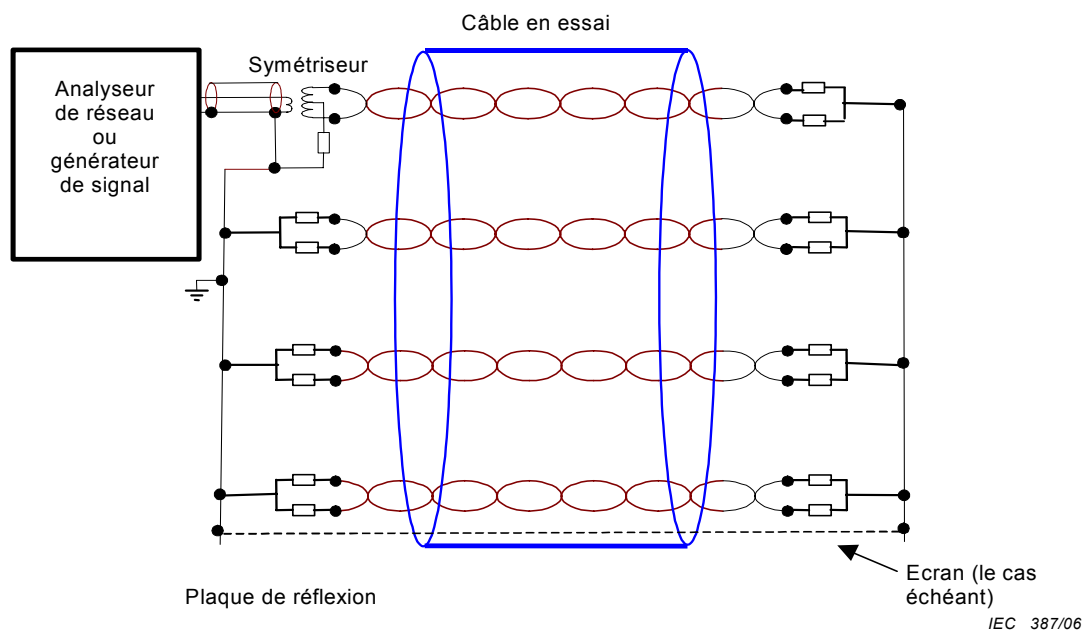 Câble en essai
Symétriseur
Analyseur
de réseau
ou
générateur
de signal
Plaque de réflexion
Ecran (le cas
échéant)
IEC 387/06